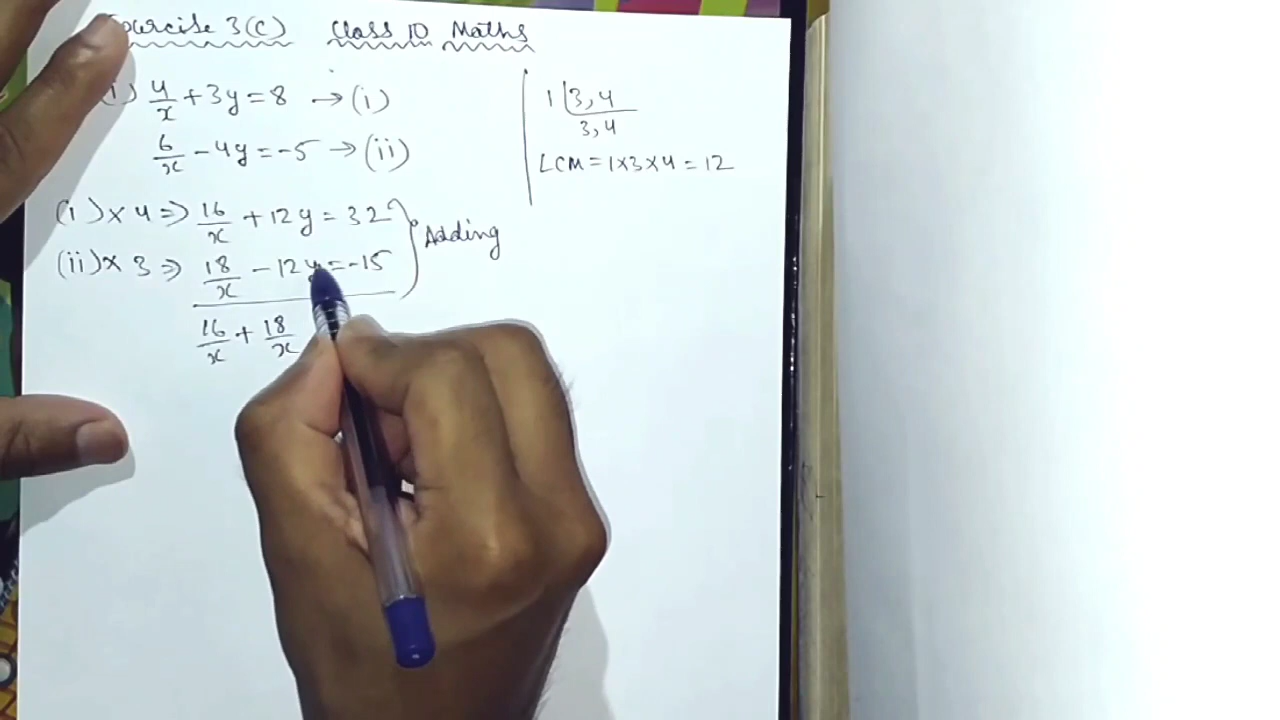 Exercise 3(C) Class 10 Maths
i) 4/x + 3y = 8 → (i)
6/x - 4y = -5 → (ii)
(i) × 4 ⇒ 16/x + 12y = 32
(ii) × 3 ⇒ 18/x - 12y = -15
Adding
16/x + 18/x
1 | 3, 4
3, 4
LCM = 1×3×4 = 12